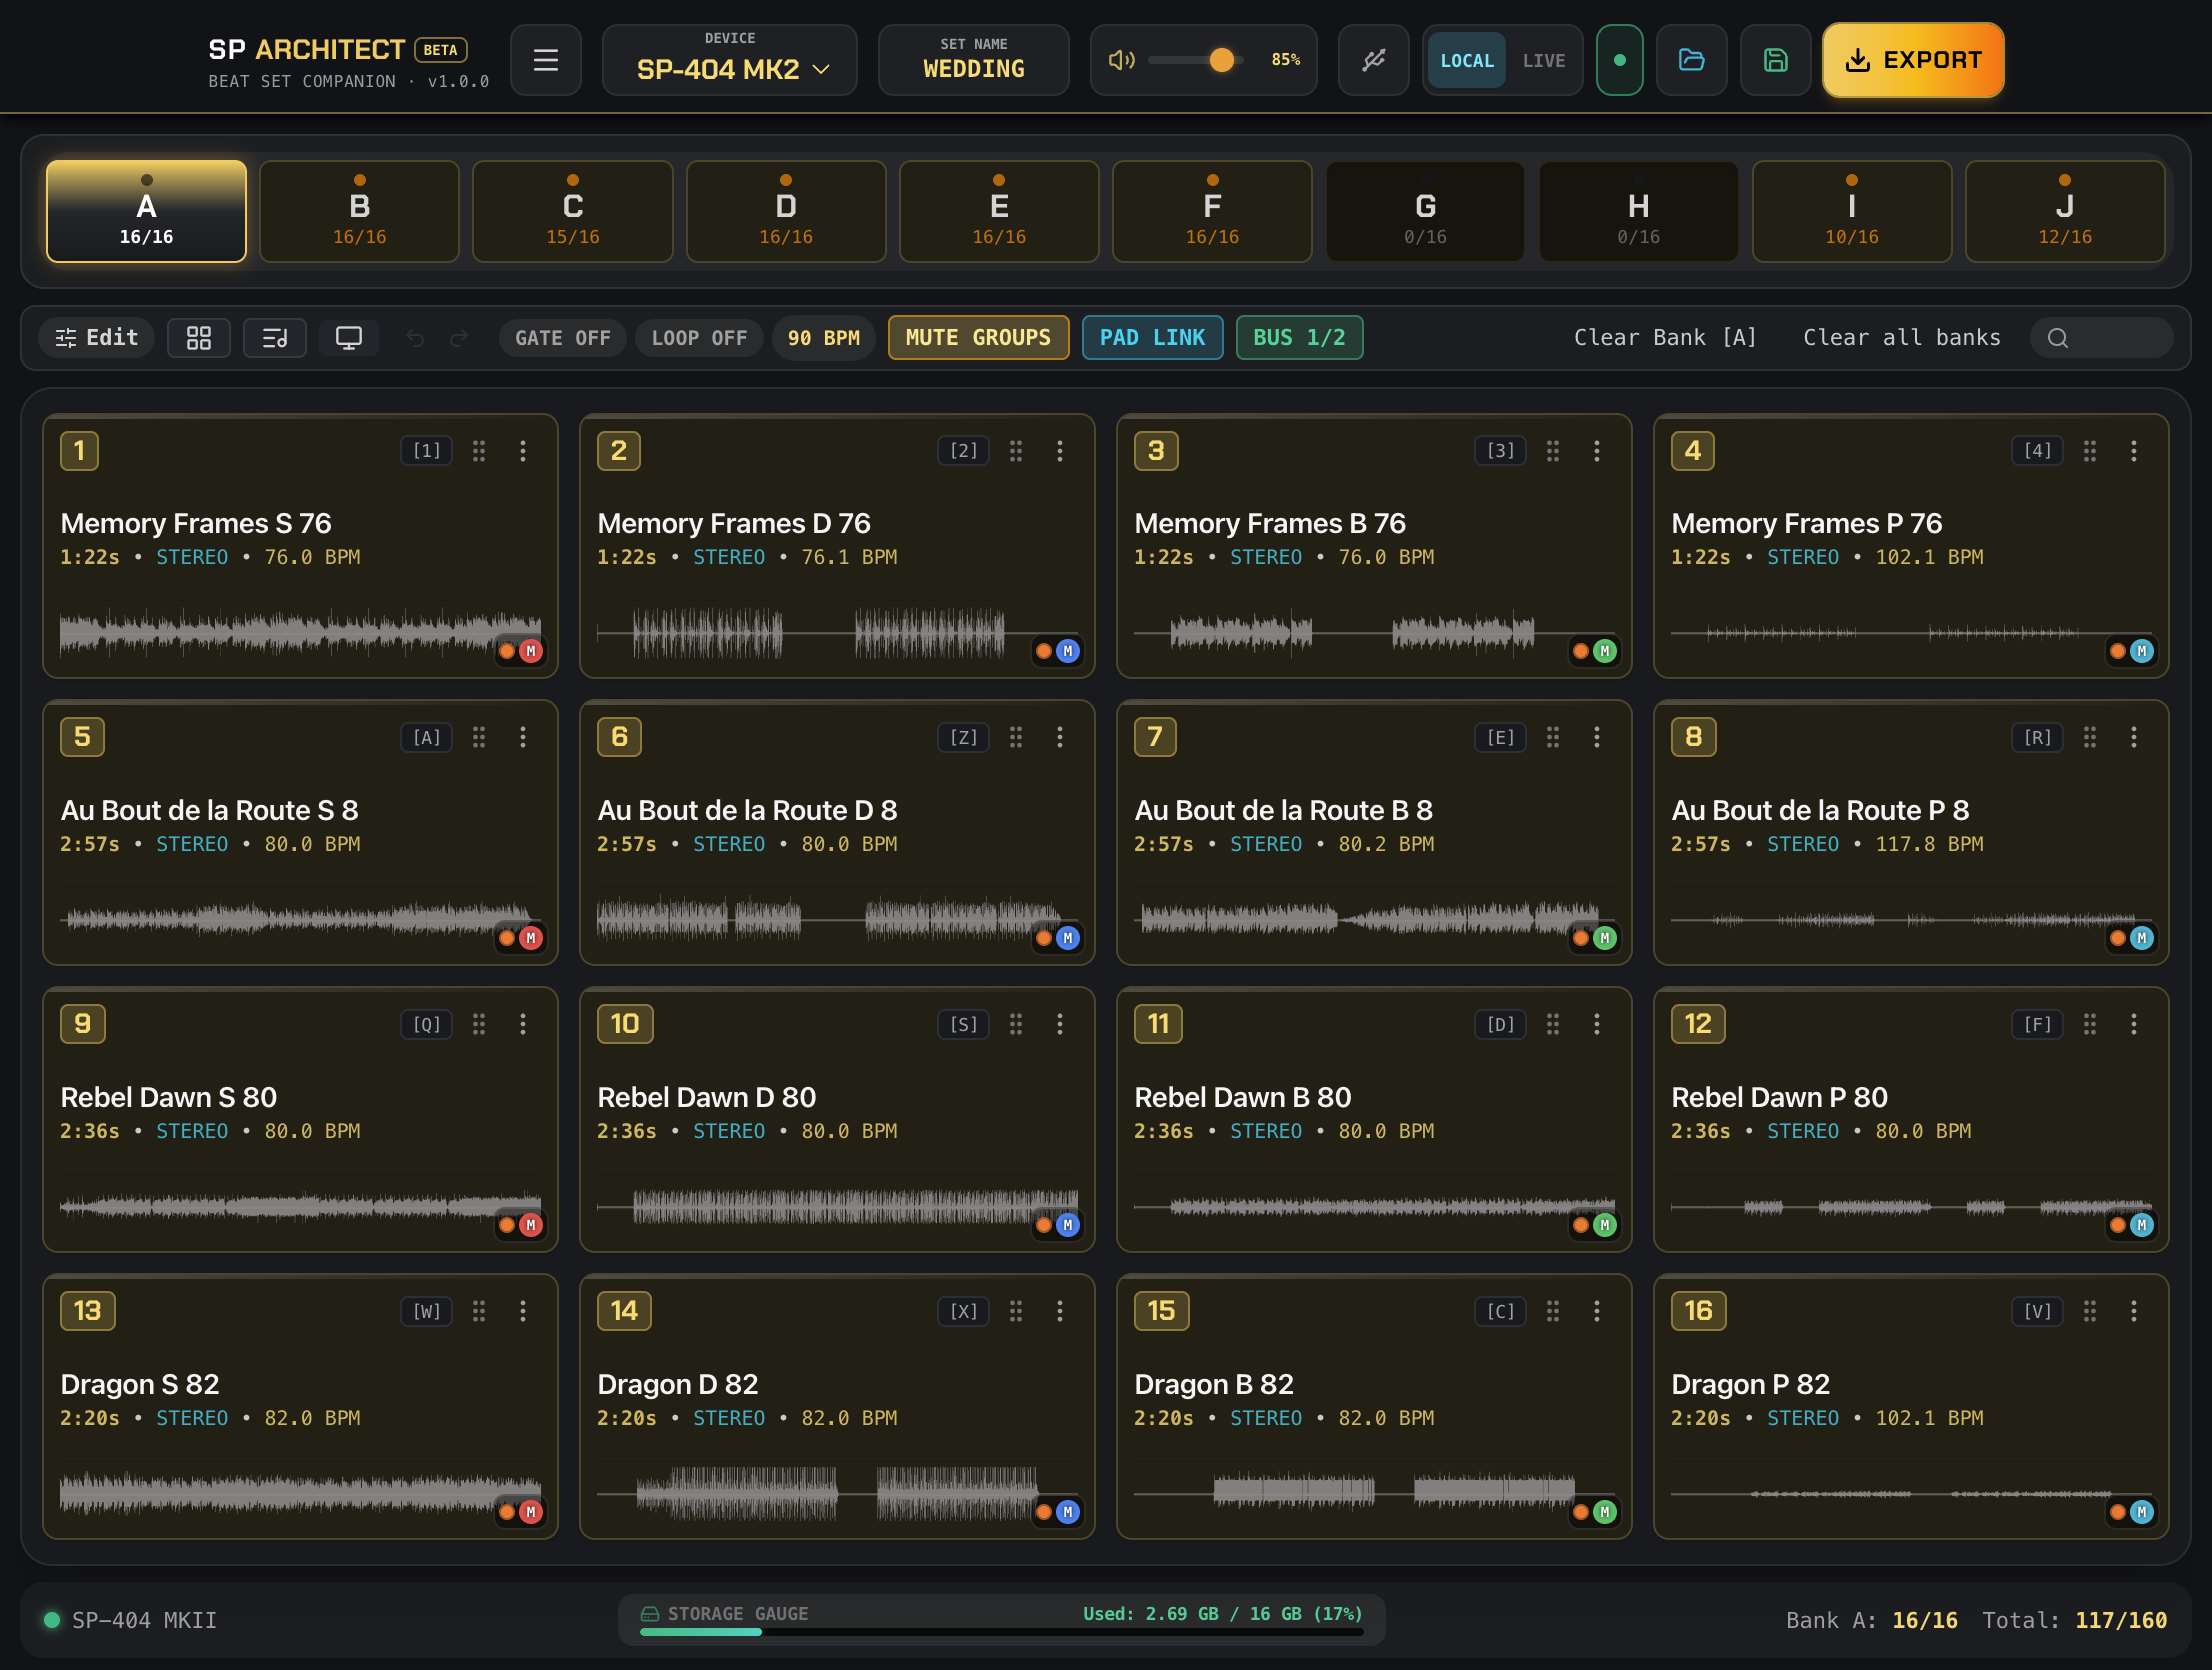 SP ARCHITECT BETA
BEAT SET COMPANION · v1.0.0
DEVICE
SP-404 MK2
SET NAME
WEDDING
85%
LOCAL LIVE
EXPORT
A B C D E F G H I J
16/16 16/16 15/16 16/16 16/16 16/16 0/16 0/16 10/16 12/16
Edit GATE OFF LOOP OFF 90 BPM MUTE GROUPS PAD LINK BUS 1/2 Clear Bank [A] Clear all banks
1 [1] 2 [2] 3 [3] 4 [4]
Memory Frames S 76 Memory Frames D 76 Memory Frames B 76 Memory Frames P 76
1:22s • STEREO • 76.0 BPM 1:22s • STEREO • 76.1 BPM 1:22s • STEREO • 76.0 BPM 1:22s • STEREO • 102.1 BPM
M M M M
5 [A] 6 [Z] 7 [E] 8 [R]
Au Bout de la Route S 8 Au Bout de la Route D 8 Au Bout de la Route B 8 Au Bout de la Route P 8
2:57s • STEREO • 80.0 BPM 2:57s • STEREO • 80.0 BPM 2:57s • STEREO • 80.2 BPM 2:57s • STEREO • 117.8 BPM
M M M M
9 [Q] 10 [S] 11 [D] 12 [F]
Rebel Dawn S 80 Rebel Dawn D 80 Rebel Dawn B 80 Rebel Dawn P 80
2:36s • STEREO • 80.0 BPM 2:36s • STEREO • 80.0 BPM 2:36s • STEREO • 80.0 BPM 2:36s • STEREO • 80.0 BPM
M M M M
13 [W] 14 [X] 15 [C] 16 [V]
Dragon S 82 Dragon D 82 Dragon B 82 Dragon P 82
2:20s • STEREO • 82.0 BPM 2:20s • STEREO • 82.0 BPM 2:20s • STEREO • 82.0 BPM 2:20s • STEREO • 102.1 BPM
M M M M
SP-404 MKII
STORAGE GAUGE Used: 2.69 GB / 16 GB (17%)
Bank A: 16/16 Total: 117/160